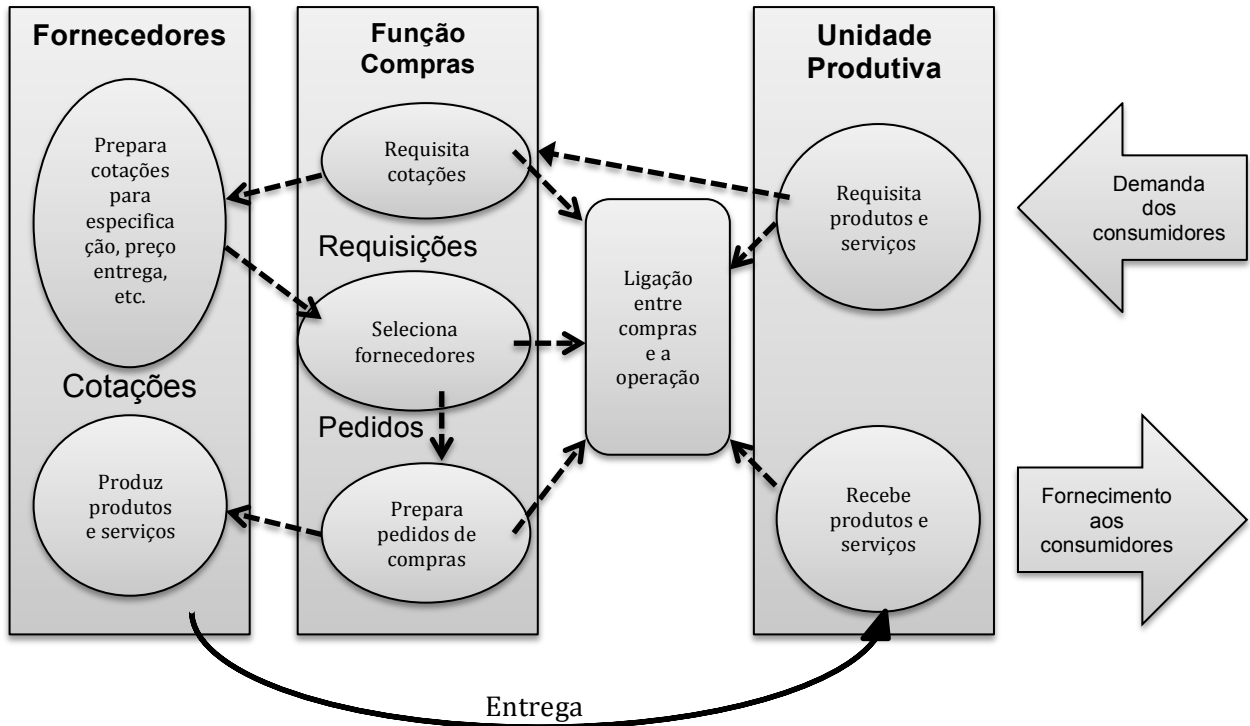 Fornecedores
Prepara
cotações
para
especifica
ção, preço
entrega,
etc.
Cotações
Produz
produtos
e serviços
Função
Compras
Requisita
cotações
Requisições
Seleciona
fornecedores
Pedidos
Prepara
pedidos de
compras
Ligação
entre
compras
e a
operação
Unidade
Produtiva
Requisita
produtos e
serviços
Recebe
produtos e
serviços
Demanda
dos
consumidores
Fornecimento
aos
consumidores
Entrega